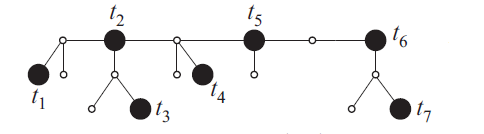 t₂ t₅
t₆
t₁ t₃ t₄ t₇